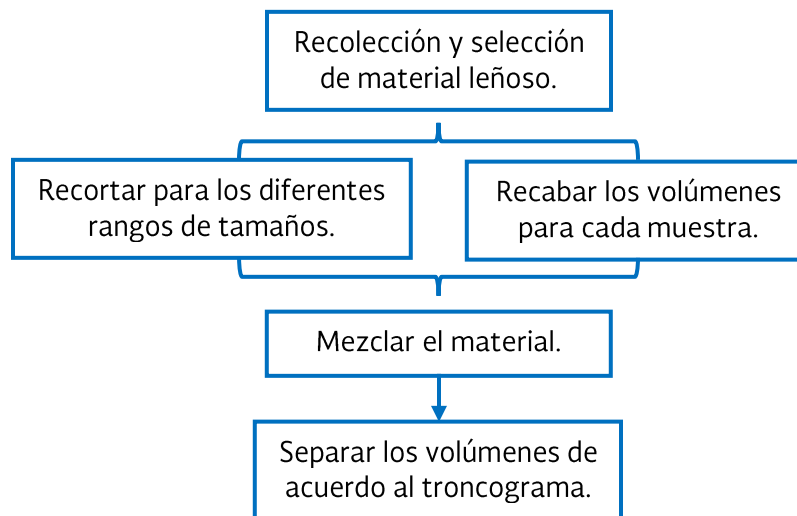 Recolección y selección
de material leñoso.
Recortar para los diferentes
rangos de tamaños.
Recabar los volúmenes
para cada muestra.
Mezclar el material.
Separar los volúmenes de
acuerdo al troncograma.